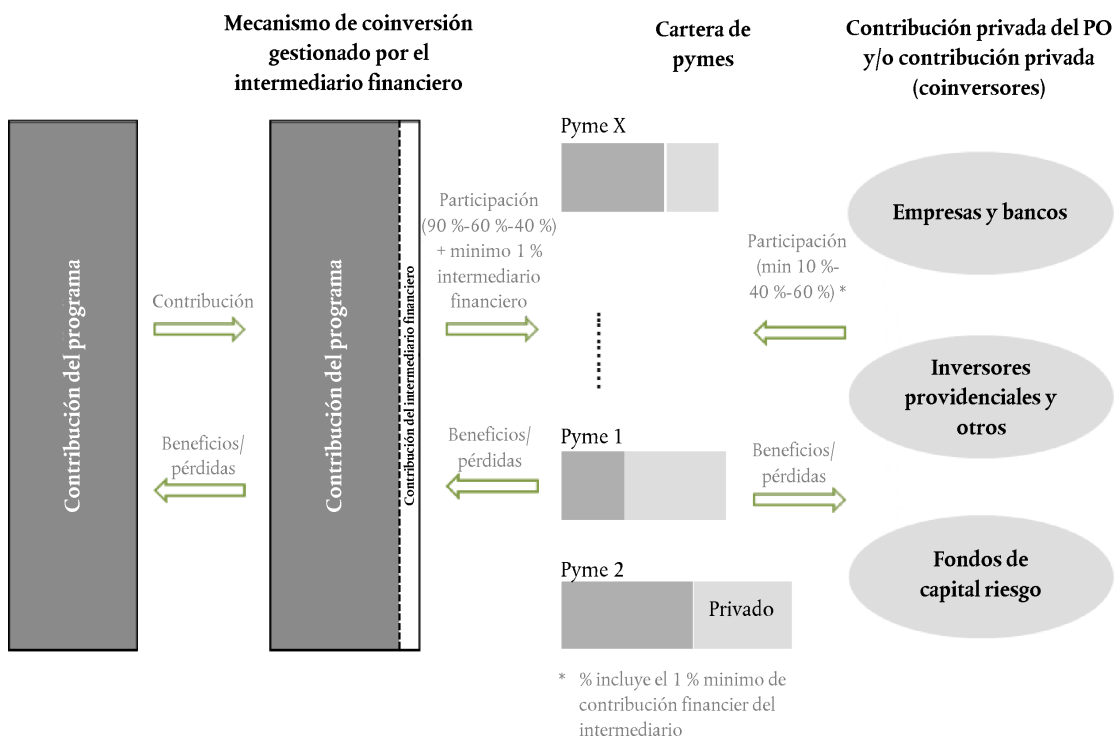 Mecanismo de coinversión
gestionado por el
intermediario financiero
Cartera de
pymes
Contribución privada del PO
y/o contribución privada
(coinversores)
Contribución del programa
Contribución
Beneficios/
pérdidas
Contribución del programa
Contribución del intermediario financiero
Participación
(90 %-60 %-40 %)
+ minimo 1 %
intermediario
financiero
Beneficios/
pérdidas
Pyme X
Pyme 1
Pyme 2
Privado
* % incluye el 1 % minimo de
contribución financier del
intermediario
Participación
(min 10 %-
40 %-60 %) *
Beneficios/
pérdidas
Empresas y bancos
Inversores
providenciales y
otros
Fondos de
capital riesgo